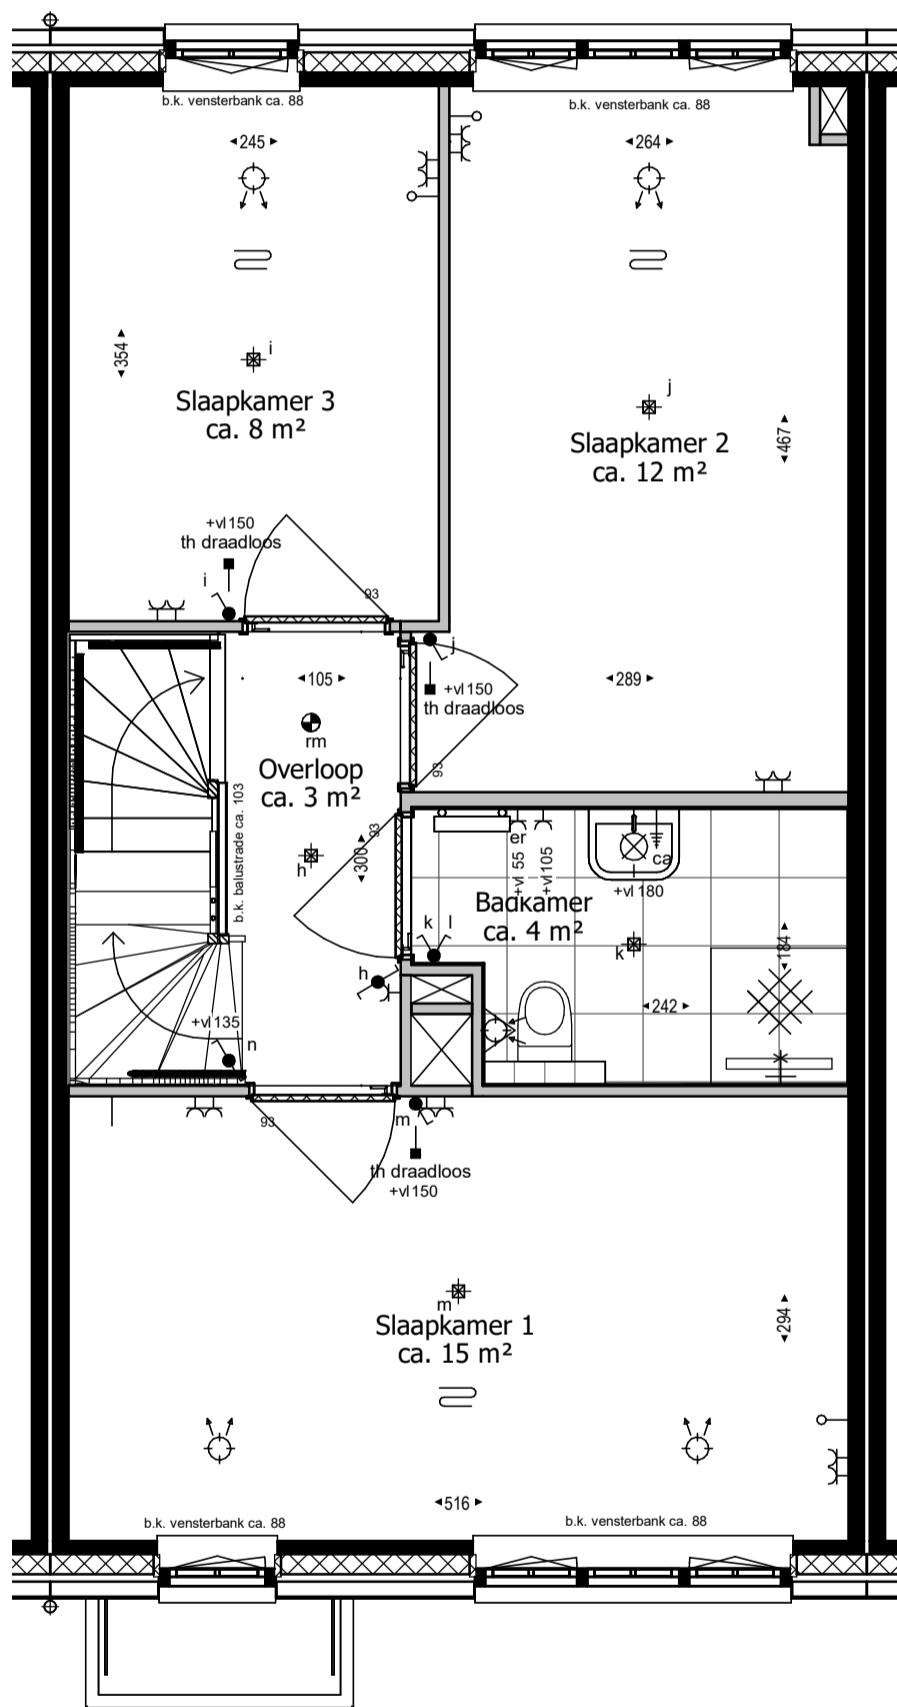 b.k. vensterbank ca. 88
b.k. vensterbank ca. 88
245
264
354
i
Slaapkamer 3
ca. 8 m²
j
Slaapkamer 2
ca. 12 m²
467
+vl150
th draadloos
i
93
j
+vl150
th draadloos
289
105
rm
93
Overloop
ca. 3 m²
b.k. balustrade ca. 103
h
300
93
er
+vl 55
+vl105
ca
+vl 180
Badkamer
ca. 4 m²
k
l
k
184
242
h
+vl135
n
93
m
th draadloos
+vl150
m
Slaapkamer 1
ca. 15 m²
294
516
b.k. vensterbank ca. 88
b.k. vensterbank ca. 88